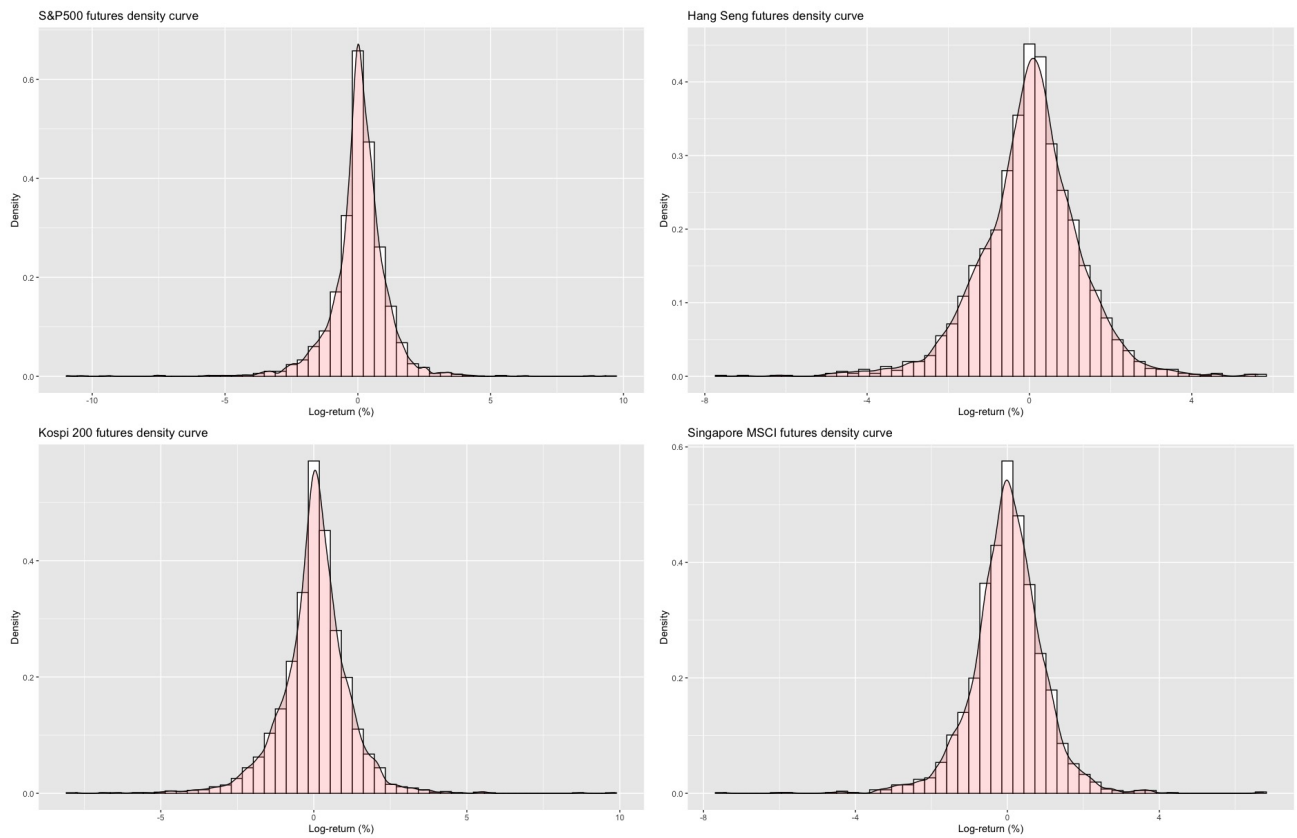 S&P500 futures density curve
Density
0.6
0.4
0.2
0.0
-10
-5
0
5
10
Log-return (%)
Hang Seng futures density curve
Density
0.4
0.3
0.2
0.1
0.0
-8
-4
0
4
Log-return (%)
Kospi 200 futures density curve
Density
0.4
0.2
0.0
-5
0
5
10
Log-return (%)
Singapore MSCI futures density curve
Density
0.6
0.4
0.2
0.0
-8
-4
0
4
Log-return (%)